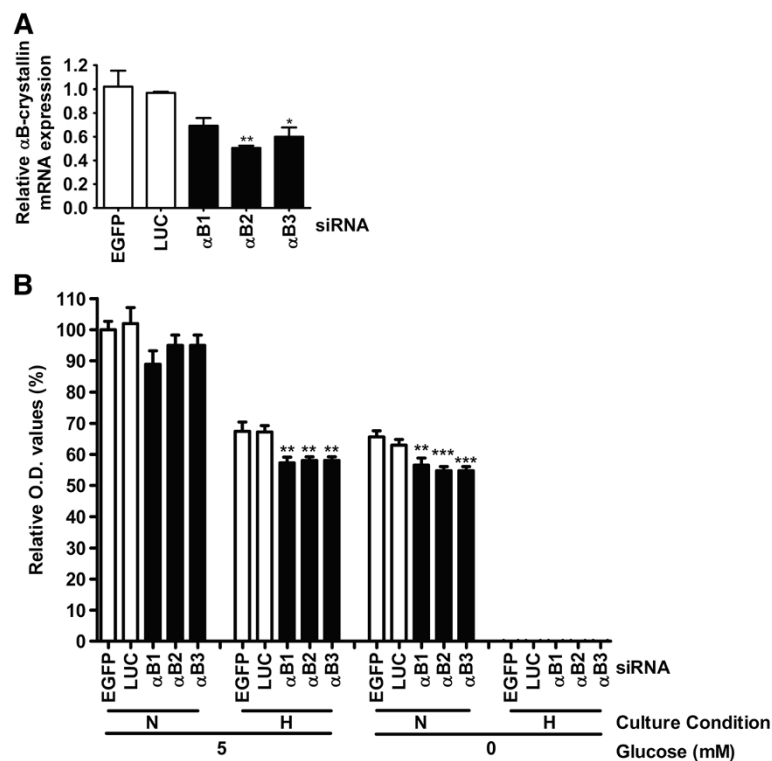 A
Relative αB-crystallin
mRNA expression
1.2
1.0
0.8
0.6
0.4
0.2
0.0
**
*
EGFP
LUC
αB1
αB2
αB3
siRNA
B
Relative O.D. values (%)
110
100
90
80
70
60
50
40
30
20
10
0
** ** **
** *** ***
EGFP LUC αB1 αB2 αB3 EGFP LUC αB1 αB2 αB3 EGFP LUC αB1 αB2 αB3 EGFP LUC αB1 αB2 αB3 siRNA
N H N H Culture Condition
5 0 Glucose (mM)